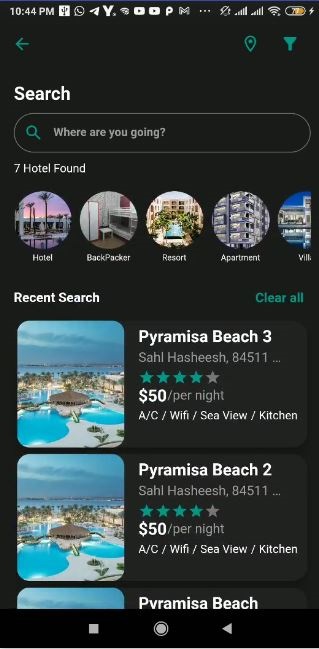 10:44 PM
Search
Where are you going?
7 Hotel Found
Hotel
BackPacker
Resort
Apartment
Vill
Recent Search
Clear all
Pyramisa Beach 3
Sahl Hasheesh, 84511 ...
$50/per night
A/C / Wifi / Sea View / Kitchen
Pyramisa Beach 2
Sahl Hasheesh, 84511 ...
$50/per night
A/C / Wifi / Sea View / Kitchen
Pyramisa Beach